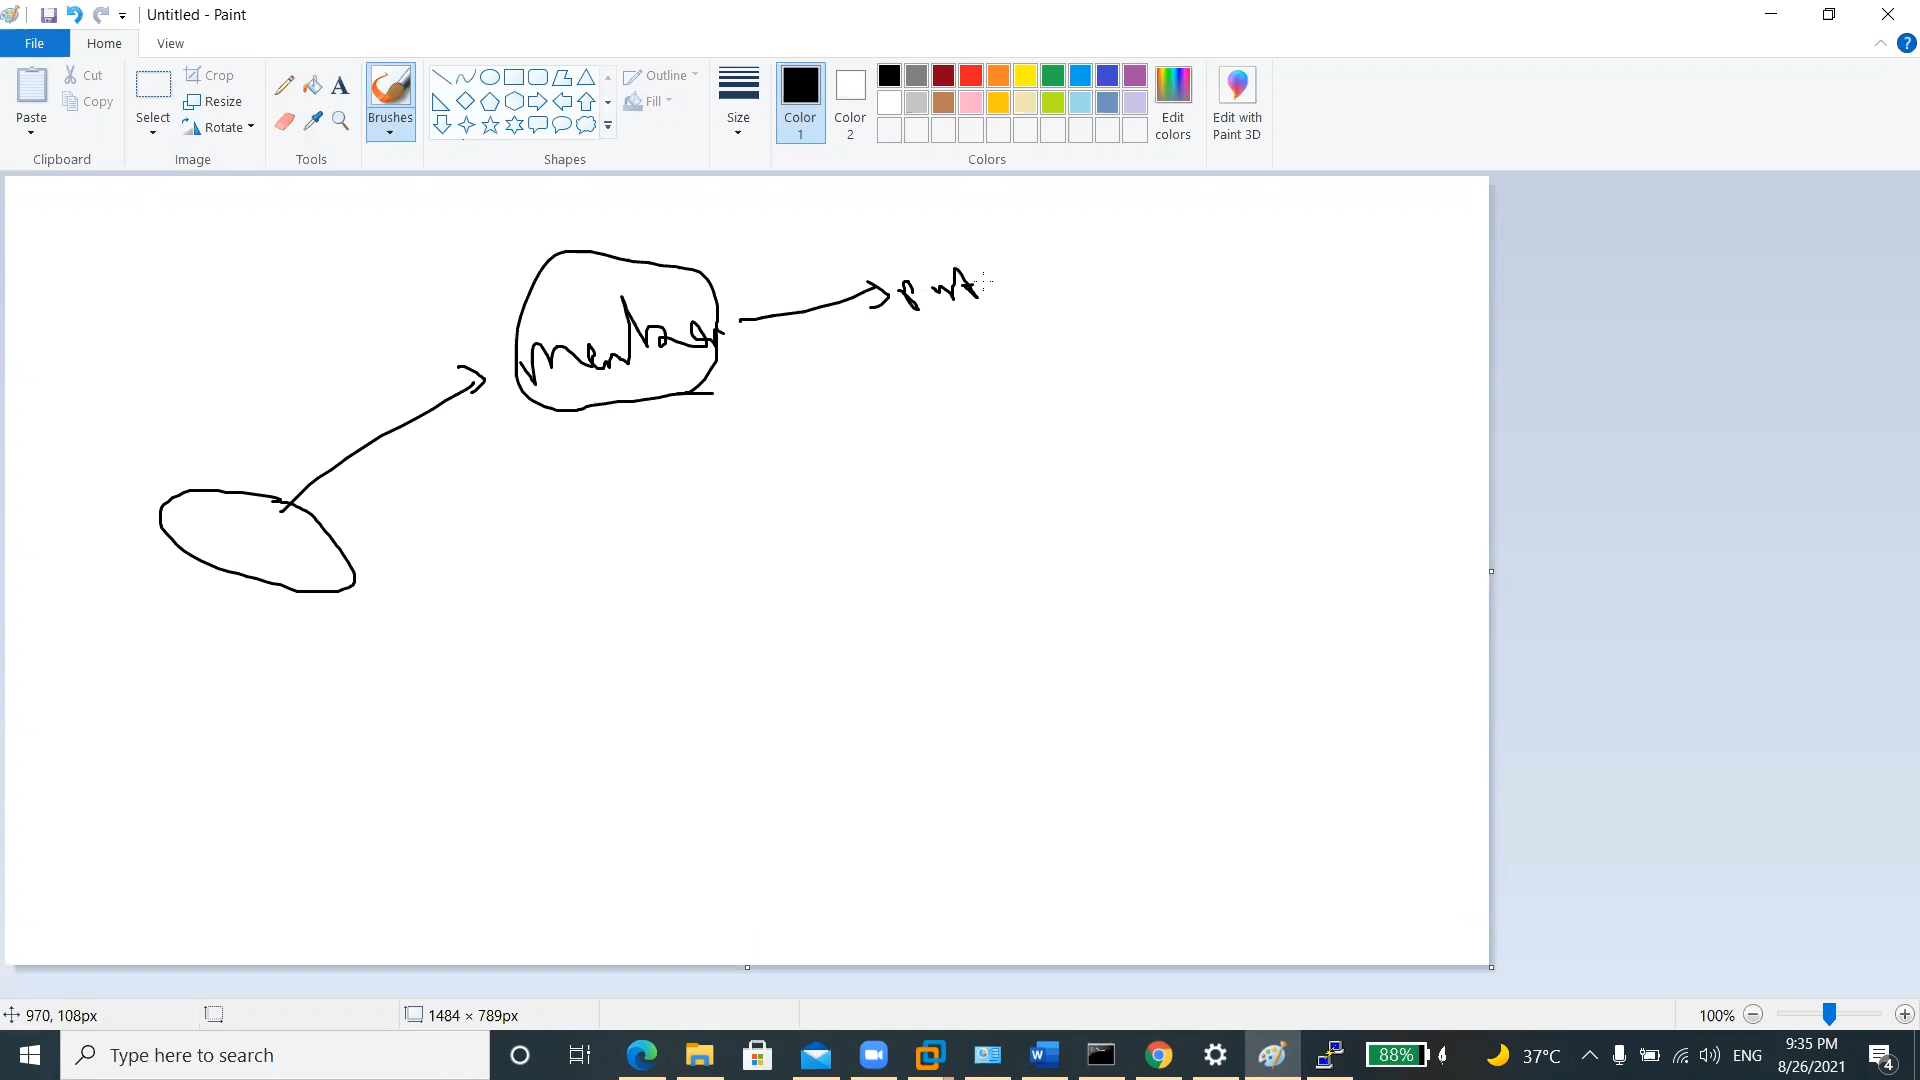 Untitled - Paint
File Home View
Cut
Copy
Paste
Clipboard
Crop
Resize
Rotate
Select
Image
Tools
Brushes
Outline
Fill
Shapes
Size
Color 1
Color 2
Edit colors
Colors
Edit with Paint 3D
?
member
970, 108px
1484 × 789px
100%
Type here to search
88%
37°C
ENG
9:35 PM
8/26/2021
4